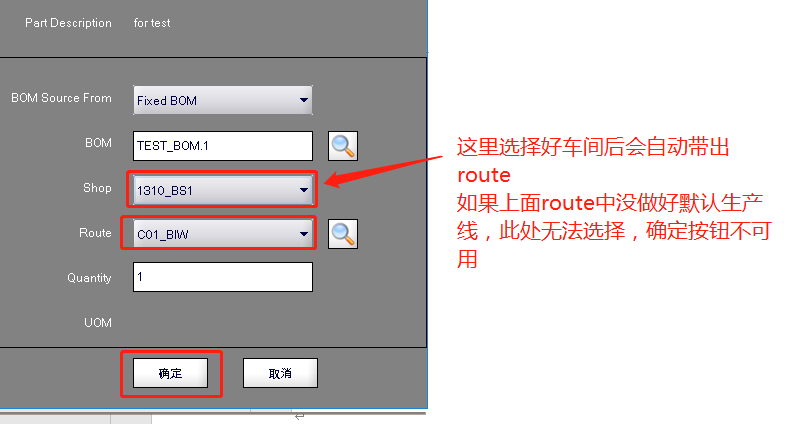 Part Description for test
BOM Source From Fixed BOM
BOM TEST_BOM.1
Shop 1310_BS1
Route C01_BIW
Quantity 1
UOM
确定 取消
这里选择好车间后会自动带出
route
如果上面route中没做好默认生产
线，此处无法选择，确定按钮不可
用